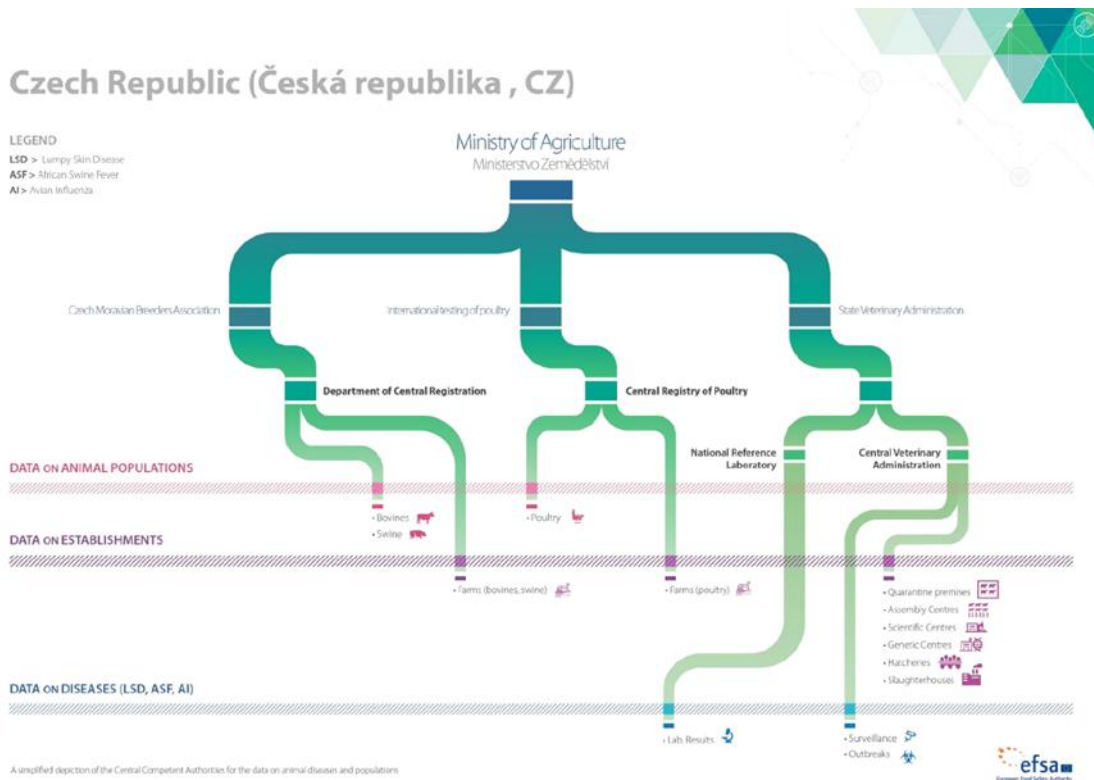 Czech Republic (Česká republika , CZ)
LEGEND
LSD > Lumpy Skin Disease
ASF > African Swine Fever
AI > Avian Influenza
Ministry of Agriculture
Ministerstvo Zemědělství
Czech Moravian Breeders Association
International testing of poultry
State Veterinary Administration
Department of Central Registration
Central Registry of Poultry
National Reference
Laboratory
Central Veterinary
Administration
DATA ON ANIMAL POPULATIONS
• Bovines
• Swine
• Poultry
DATA ON ESTABLISHMENTS
• Farms (bovines, swine)
• Farms (poultry)
• Quarantine premines
• Assembly Centres
• Scientific Centres
• Genetic Centres
• Hatcheries
• Slaughterhouses
DATA ON DISEASES (LSD, ASF, AI)
• Lab. Results
• Surveillance
• Outbreaks
A simplified depiction of the Central Competent Authorities for the data on animal diseases and populations
efsa
European Food Safety Authority